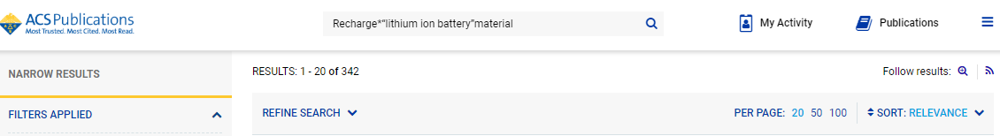 ACS Publications
Most Trusted. Most Cited. Most Read.
Recharge*“lithium ion battery”material
My Activity
Publications
NARROW RESULTS
RESULTS: 1 - 20 of 342
Follow results:
FILTERS APPLIED
REFINE SEARCH
PER PAGE: 20 50 100
SORT: RELEVANCE